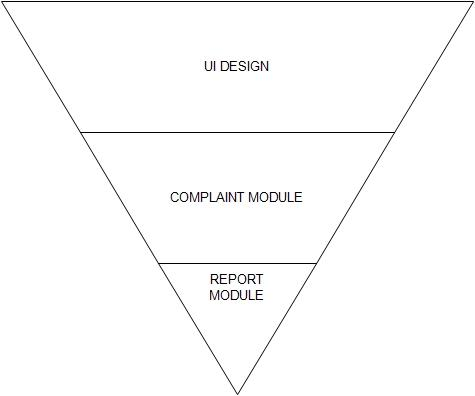 UI DESIGN
COMPLAINT MODULE
REPORT
MODULE